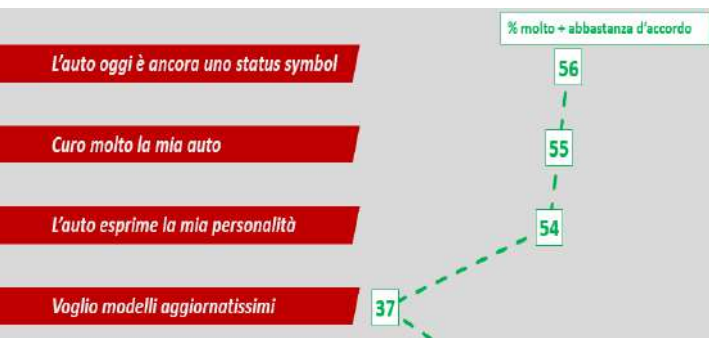 % molto + abbastanza d'accordo
L'auto oggi è ancora uno status symbol
56
Curo molto la mia auto
55
L'auto esprime la mia personalità
54
Voglio modelli aggiornatissimi
37